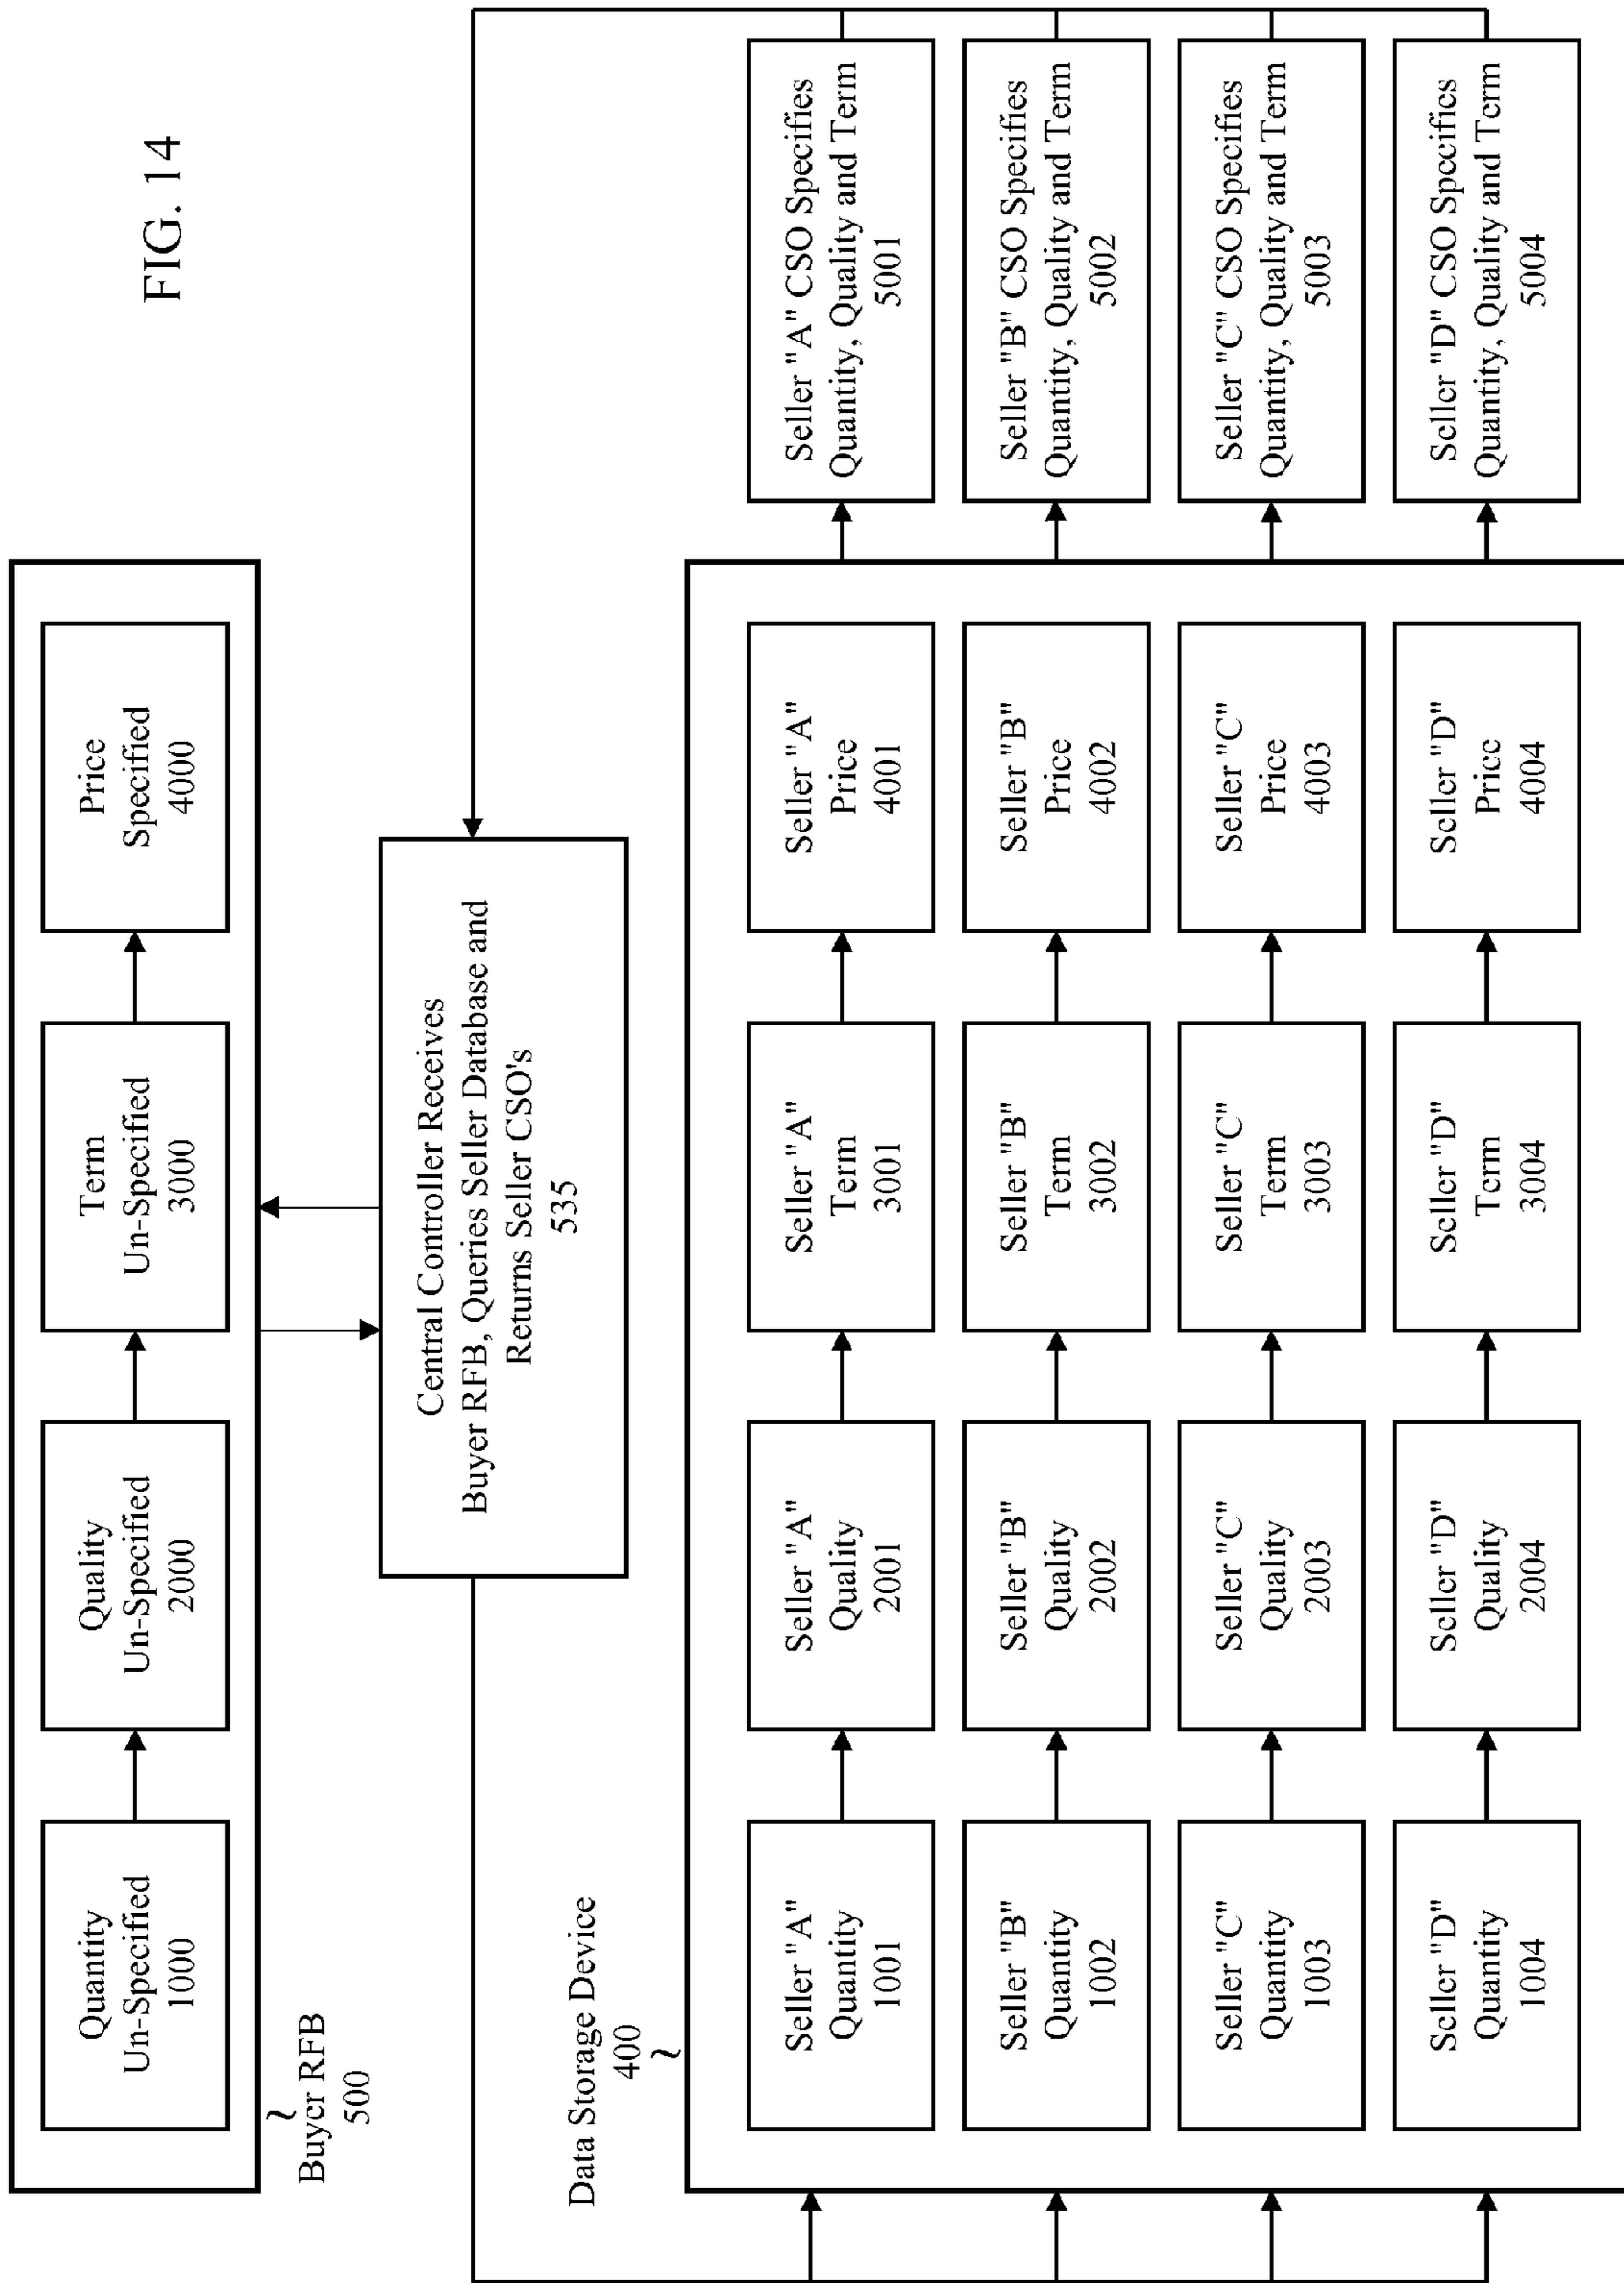 FIG. 14
Quantity
Un-Specified
1000
Quality
Un-Specified
2000
Term
Un-Specified
3000
Price
Specified
4000
Buyer RFB
500
Central Controller Receives
Buyer RFB, Queries Seller Database and
Returns Seller CSO's
535
Data Storage Device
400
Seller "A"
Quantity
1001
Seller "A"
Quality
2001
Seller "A"
Term
3001
Seller "A"
Price
4001
Seller "A" CSO Specifies
Quantity, Quality and Term
5001
Seller "B"
Quantity
1002
Seller "B"
Quality
2002
Seller "B"
Term
3002
Seller "B"
Price
4002
Seller "B" CSO Specifies
Quantity, Quality and Term
5002
Seller "C"
Quantity
1003
Seller "C"
Quality
2003
Seller "C"
Term
3003
Seller "C"
Price
4003
Seller "C" CSO Specifies
Quantity, Quality and Term
5003
Seller "D"
Quantity
1004
Seller "D"
Quality
2004
Seller "D"
Term
3004
Seller "D"
Price
4004
Seller "D" CSO Specifies
Quantity, Quality and Term
5004